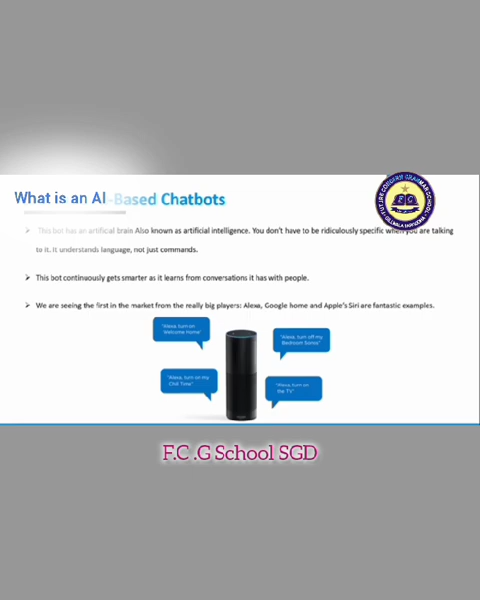 What is an AI-Based Chatbots
This bot has an artifical brain Also known as artificial intelligence. You don't have to be ridiculously specific when you are talking
to it. It understands language, not just commands.
This bot continuously gets smarter as it learns from conversations it has with people.
We are seeing the first in the market from the really big players: Alexa, Google home and Apple's Siri are fantastic examples.
"Alexa, turn on
"Alexa, turn off my
Bedroom Sonos"
"Alexa, turn on my
Chill Time"
"Alexa, turn on
the TV"
F.C .G School SGD